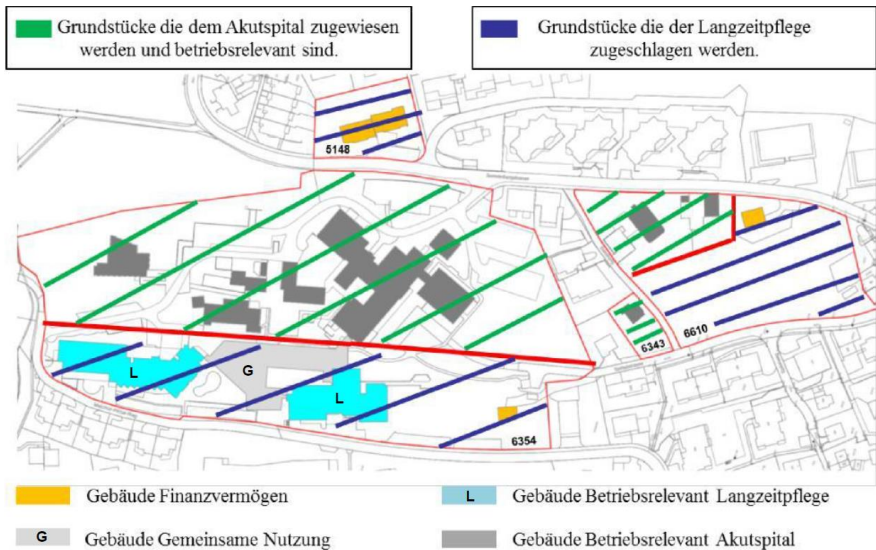 Grundstücke die dem Akutspital zugewiesen
werden und betriebsrelevant sind.
Grundstücke die der Langzeitpflege
zugeschlagen werden.
5148
6343
6610
G
L
L
6354
Gebäude Finanzvermögen
L Gebäude Betriebsrelevant Langzeitpflege
G Gebäude Gemeinsame Nutzung
Gebäude Betriebsrelevant Akutspital